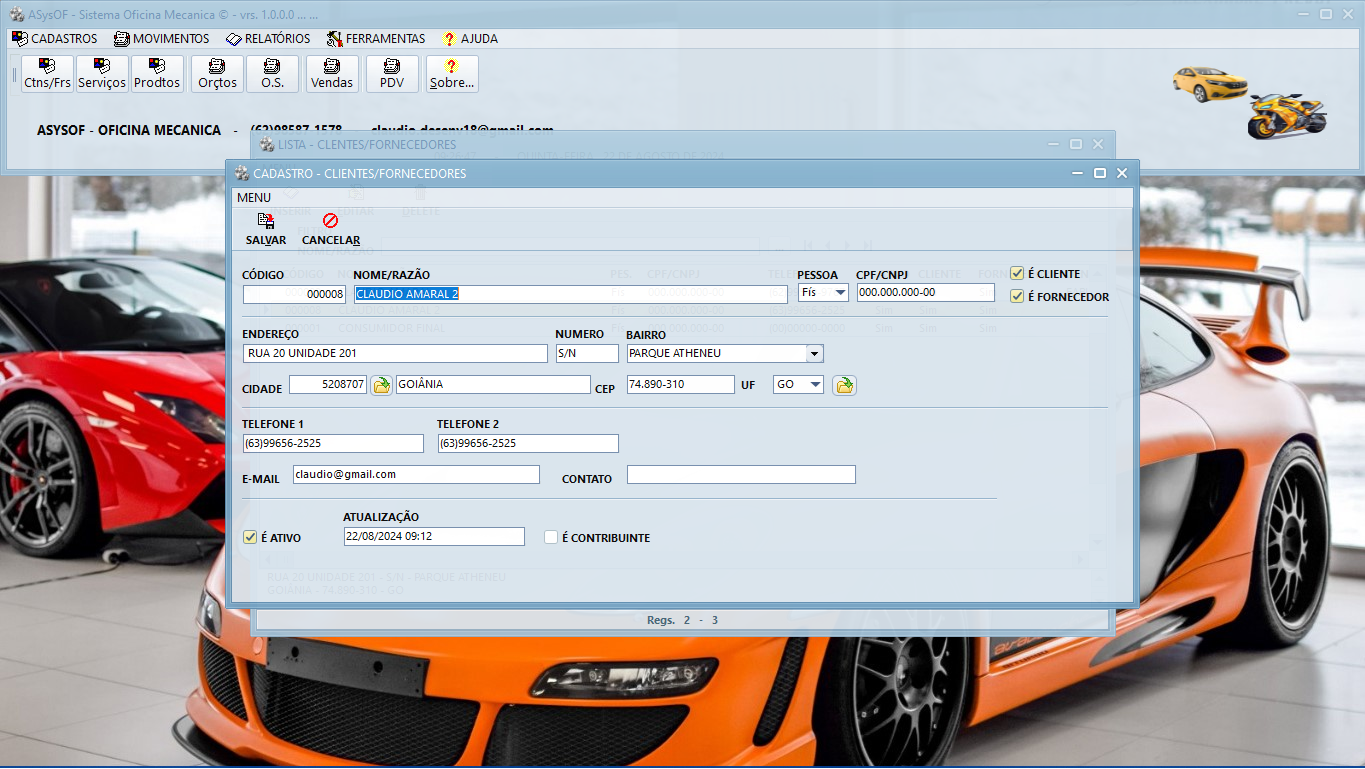 ASysOF - Sistema Oficina Mecanica © - vrs. 1.0.0.0 ... ...
CADASTROS MOVIMENTOS RELATÓRIOS FERRAMENTAS ? AJUDA
Ctns/Frs Serviços Prodtos Orçtos O.S. Vendas PDV Sobre...
ASYSOF - OFICINA MECANICA - (62)98587-1578 claudio.deseny18@gmail.com
LISTA - CLENTES/FORNECEDORES
CADASTRO - CLIENTES/FORNECEDORES
MENU
SALVAR CANCELAR
CÓDIGO NOME/RAZÃO PESSOA CPF/CNPJ É CLIENTE
000008 CLAUDIO AMARAL 2 Fís 000.000.000-00 É FORNECEDOR
ENDEREÇO NUMERO BAIRRO
RUA 20 UNIDADE 201 S/N PARQUE ATHENEU
CIDADE 5208707 GOIÂNIA CEP 74.890-310 UF GO
TELEFONE 1 TELEFONE 2
(63)99656-2525 (63)99656-2525
E-MAIL claudio@gmail.com CONTATO
ATUALIZAÇÃO
É ATIVO 22/08/2024 09:12 É CONTRIBUINTE
RUA 20 UNIDADE 201 - S/N - PARQUE ATHENEU
GOIÂNIA - 74.890-310 - GO
Regs. 2 - 3